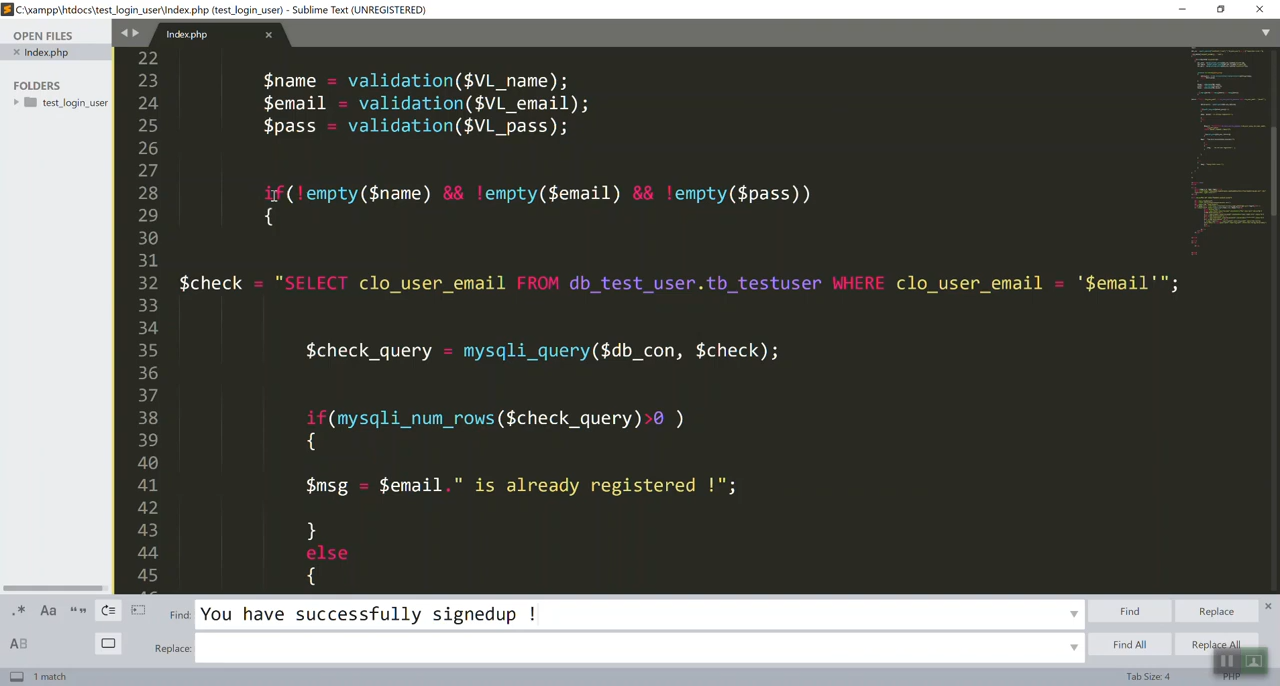 C:\xampp\htdocs\test_login_user\Index.php (test_login_user) - Sublime Text (UNREGISTERED)
OPEN FILES
Index.php
Index.php
FOLDERS
test_login_user
22
23 $name = validation($VL_name);
24 $email = validation($VL_email);
25 $pass = validation($VL_pass);
26
27
28 if(!empty($name) && !empty($email) && !empty($pass))
29 {
30
31
32 $check = "SELECT clo_user_email FROM db_test_user.tb_testuser WHERE clo_user_email = '$email'";
33
34
35 $check_query = mysqli_query($db_con, $check);
36
37
38 if(mysqli_num_rows($check_query)>0 )
39 {
40
41 $msg = $email." is already registered !";
42
43 }
44 else
45 {
Find: You have successfully signedup !
Find
Replace
Replace:
Find All
Replace All
1 match
Tab Size: 4
PHP